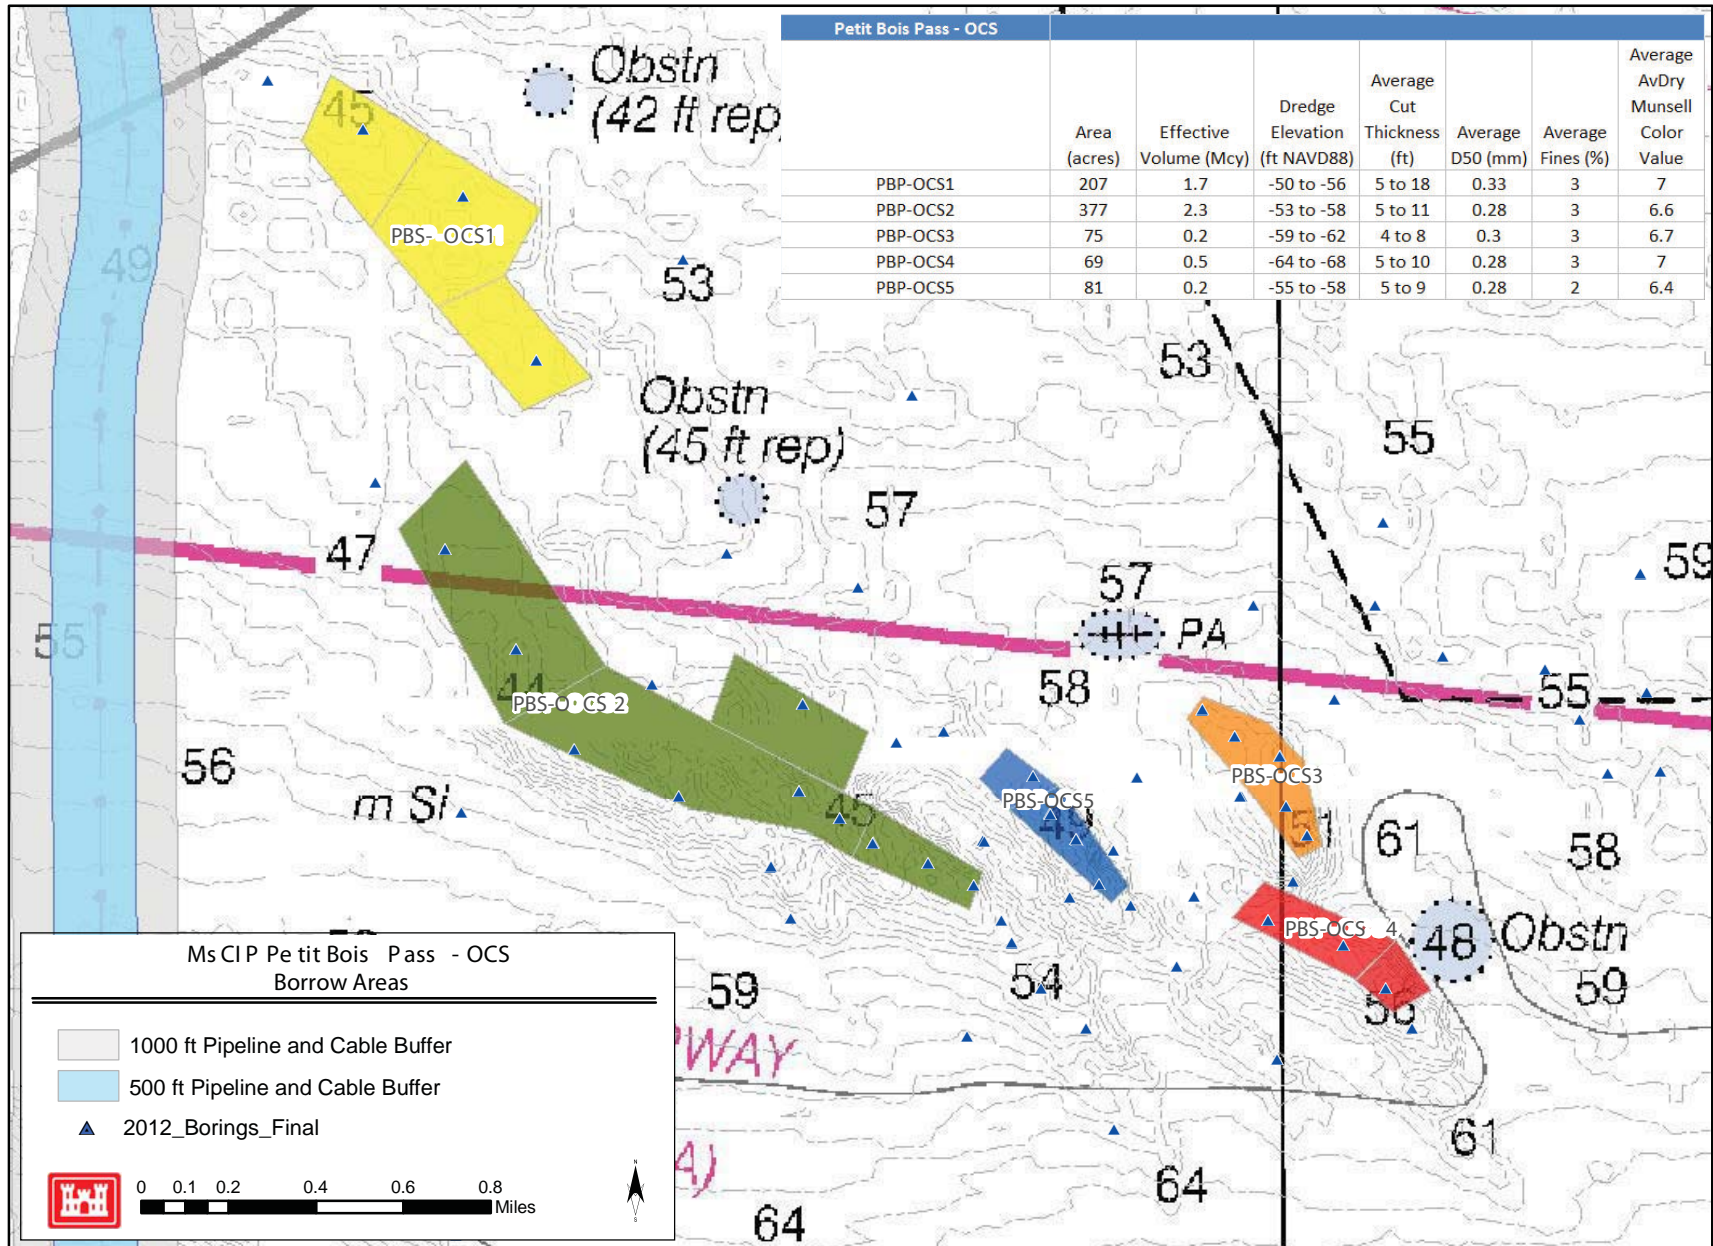 Petit Bois Pass - OCS
Area (acres) Effective Volume (Mcy) Dredge Elevation (ft NAVD88) Average Cut Thickness (ft) Average D50 (mm) Average Fines (%) Average AvDry Munsell Color Value
PBP-OCS1 207 1.7 -50 to -56 5 to 18 0.33 3 7
PBP-OCS2 377 2.3 -53 to -58 5 to 11 0.28 3 6.6
PBP-OCS3 75 0.2 -59 to -62 4 to 8 0.3 3 6.7
PBP-OCS4 69 0.5 -64 to -68 5 to 10 0.28 3 7
PBP-OCS5 81 0.2 -55 to -58 5 to 9 0.28 2 6.4
Obstn
(42 ft rep)
45
PBS- OCS1
49
53
53
Obstn
(45 ft rep)
55
57
47
59
57
PA
55
58
44
PBS-O CS 2
55
56
m Si
45
PBS-OCS5
49
PBS-OCS3
51
61
58
PBS-OCS 4
48
Obstn
59
54
56
59
WAY
61
A)
64
64
Ms CI P Pe tit Bois Pass - OCS
Borrow Areas
1000 ft Pipeline and Cable Buffer
500 ft Pipeline and Cable Buffer
2012_Borings_Final
0 0.1 0.2 0.4 0.6 0.8
Miles
N
S